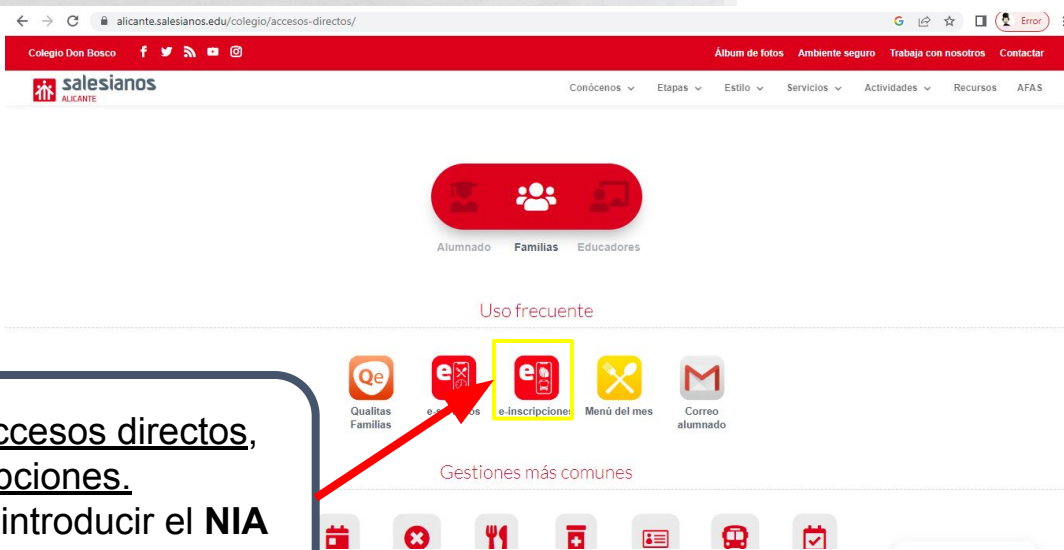 alicante.salesianos.edu/colegio/accesos-directos/
Error
Colegio Don Bosco
Álbum de fotos Ambiente seguro Trabaja con nosotros Contactar
salesianos
ALICANTE
Conócenos Etapas Estilo Servicios Actividades Recursos AFAS
Alumnado Familias Educadores
Uso frecuente
Qe e e
Qualitas Familias
e-inscripciones
Menú del mes
Correo alumnado
ccesos directos,
pciones.
introducir el NIA
Gestiones más comunes